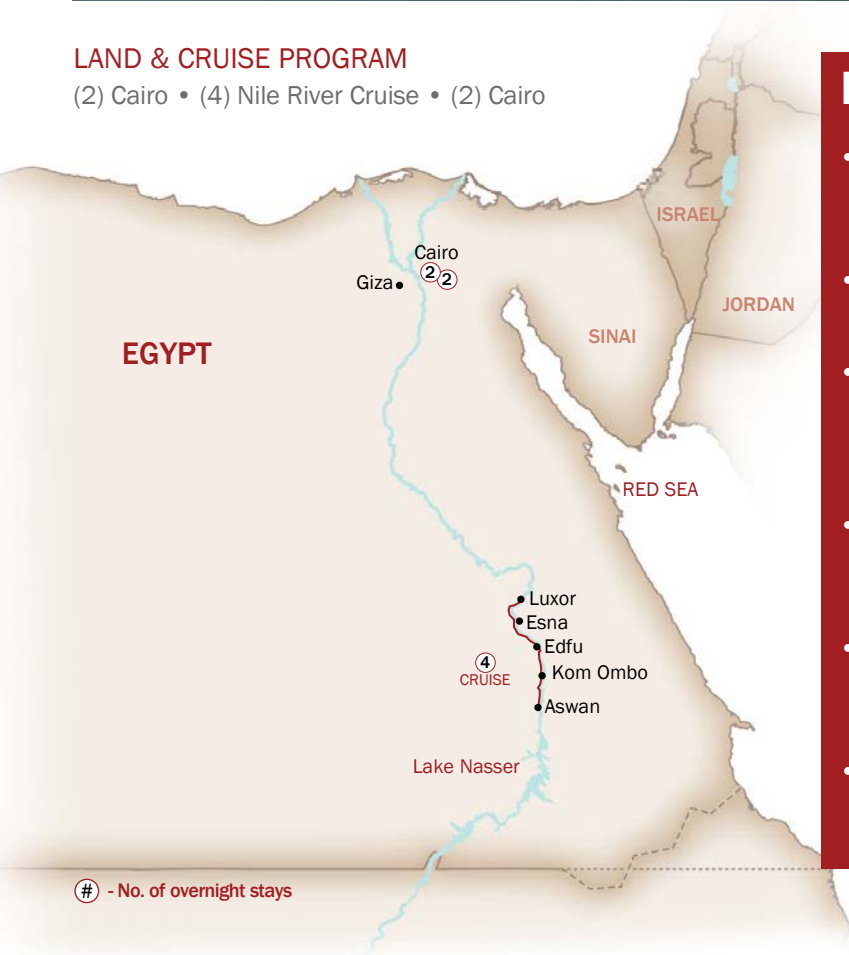 LAND & CRUISE PROGRAM
(2) Cairo • (4) Nile River Cruise • (2) Cairo
ISRAEL
Cairo
2 2
Giza
JORDAN
SINAI
EGYPT
RED SEA
Luxor
Esna
Edfu
4
CRUISE
Kom Ombo
Aswan
Lake Nasser
# - No. of overnight stays